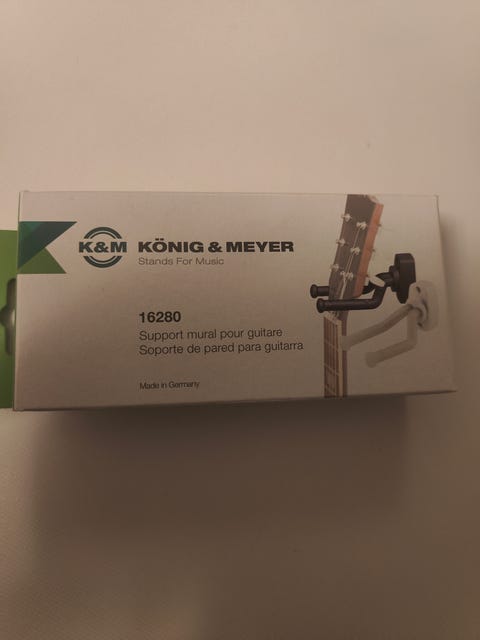 K&M KÖNIG & MEYER
Stands For Music
16280
Support mural pour guitare
Soporte de pared para guitarra
Made in Germany